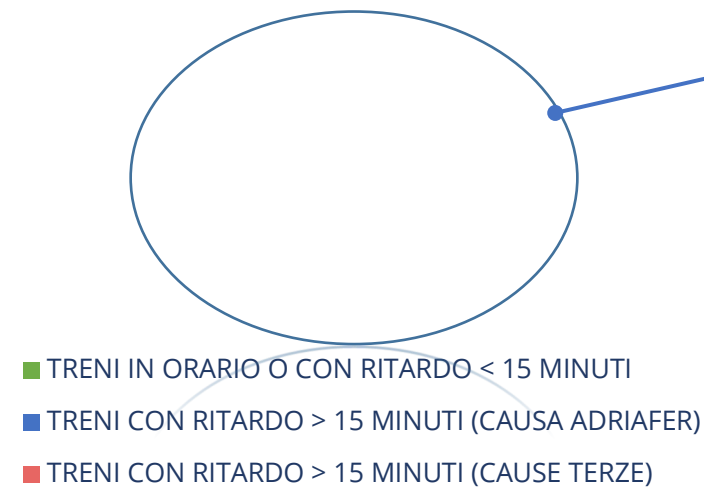 TRENI IN ORARIO O CON RITARDO < 15 MINUTI
TRENI CON RITARDO > 15 MINUTI (CAUSA ADRIAFER)
TRENI CON RITARDO > 15 MINUTI (CAUSE TERZE)